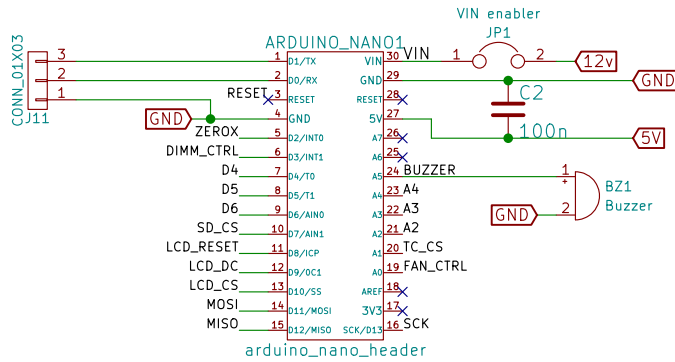 VIN enabler
JP1
ARDUINO_NANO1
VIN
1
2
12v
CONN_01X03
J11
3
2
1
1 D1/TX VIN 30
2 D0/RX GND 29
GND
RESET
3 RESET RESET 28
C2
100n
GND
4 GND 5V 27
5V
ZEROX 5 D2/INT0 A7 26
DIMM_CTRL 6 D3/INT1 A6 25
D4 7 D4/T0 A5 24 BUZZER
1
+
BZ1
Buzzer
2
GND
D5 8 D5/T1 A4 23 A4
D6 9 D6/AIN0 A3 22 A3
SD_CS 10 D7/AIN1 A2 21 A2
LCD_RESET 11 D8/ICP A1 20 TC_CS
LCD_DC 12 D9/OC1 A0 19 FAN_CTRL
LCD_CS 13 D10/SS AREF 18
MOSI 14 D11/MOSI 3V3 17
MISO 15 D12/MISO SCK/D13 16 SCK
arduino_nano_header